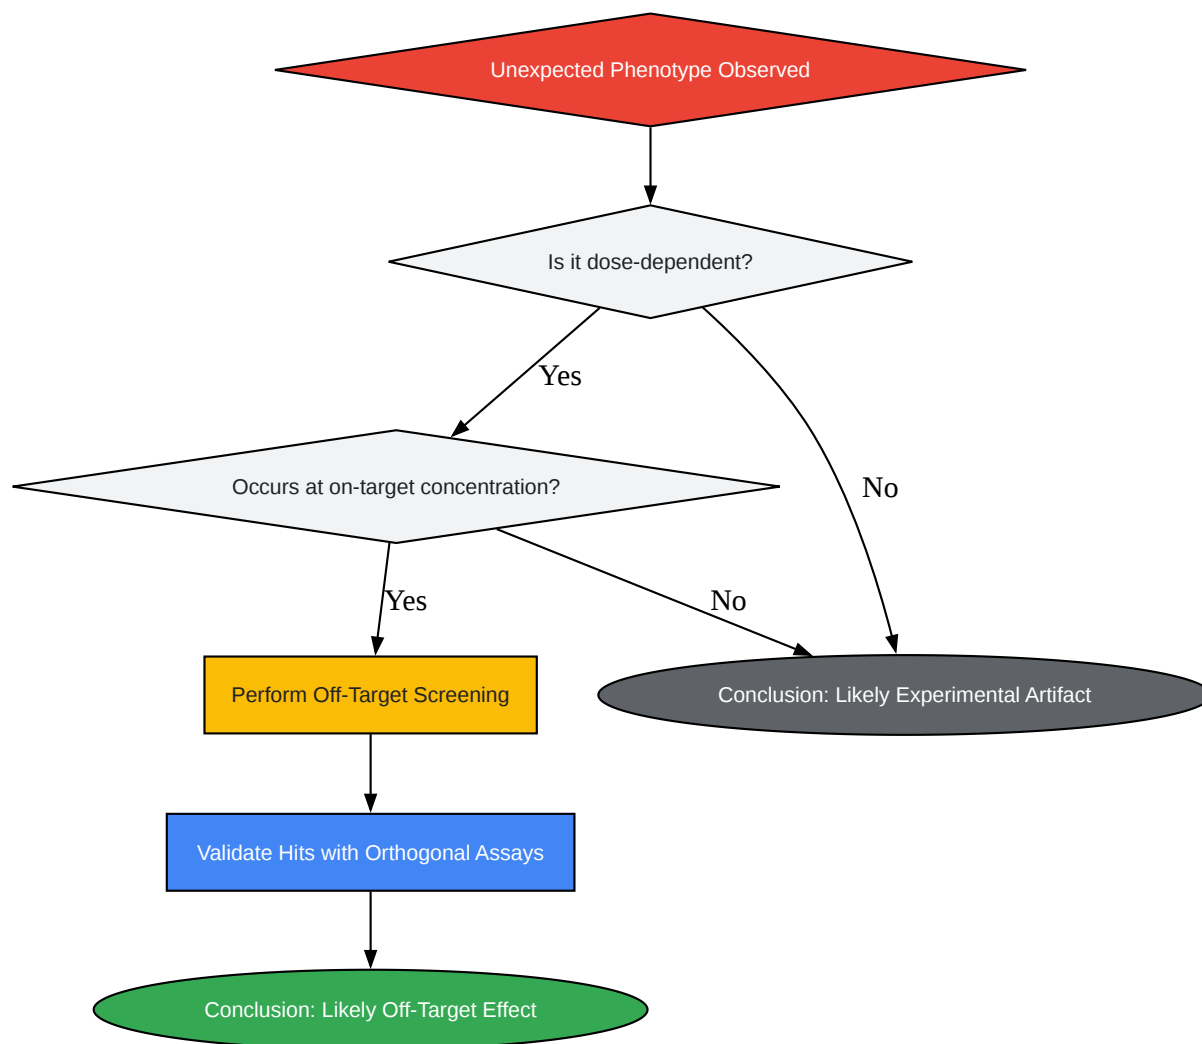 Unexpected Phenotype Observed
Is it dose-dependent?
Yes
Occurs at on-target concentration?
No
Yes
No
Perform Off-Target Screening
Conclusion: Likely Experimental Artifact
Validate Hits with Orthogonal Assays
Conclusion: Likely Off-Target Effect